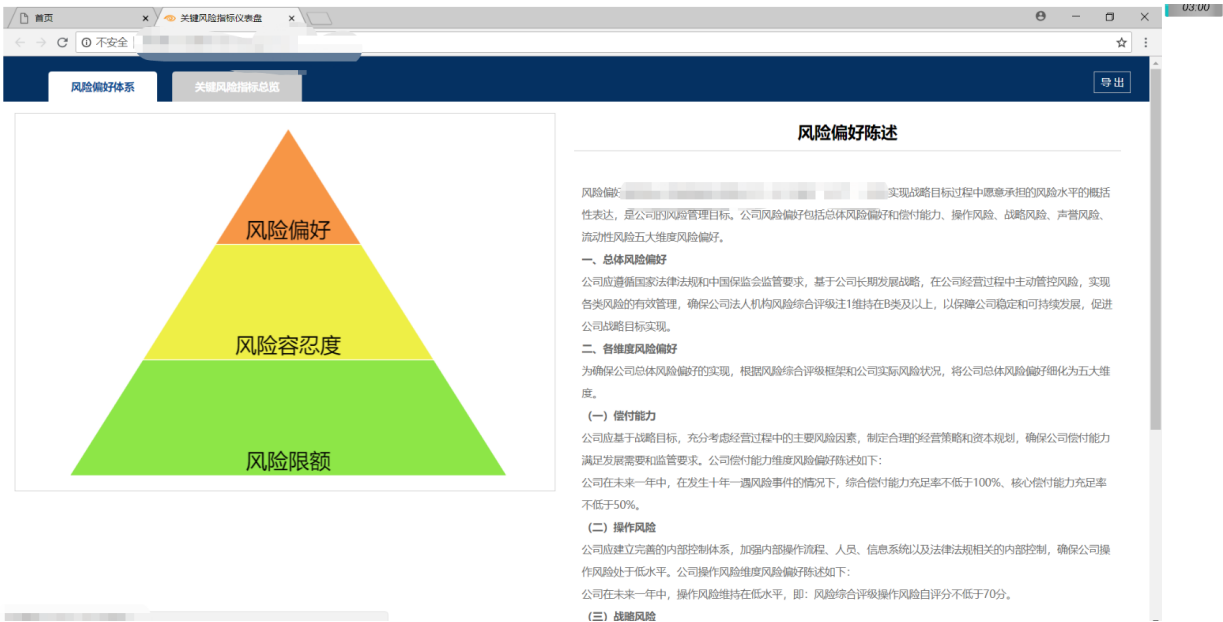 03:00
首页
关键风险指标仪表盘
不安全
风险偏好体系
关键风险指标总览
导出
风险偏好
风险容忍度
风险限额
风险偏好陈述
风险偏好
实现战略目标过程中愿意承担的风险水平的概括
性表达，是公司的风险管理目标。公司风险偏好包括总体风险偏好和偿付能力、操作风险、战略风险、声誉风险、
流动性风险五大维度风险偏好。
一、总体风险偏好
公司应遵循国家法律法规和中国保监会监管要求，基于公司长期发展战略，在公司经营过程中主动管控风险，实现
各类风险的有效管理，确保公司法人机构风险综合评级注1维持在B类及以上，以保障公司稳定和可持续发展，促进
公司战略目标实现。
二、各维度风险偏好
为确保公司总体风险偏好的实现，根据风险综合评级框架和公司实际风险状况，将公司总体风险偏好细化为五大维
度。
（一）偿付能力
公司应基于战略目标，充分考虑经营过程中的主要风险因素，制定合理的经营策略和资本规划，确保公司偿付能力
满足发展需要和监管要求。公司偿付能力维度风险偏好陈述如下：
公司在未来一年中，在发生十年一遇风险事件的情况下，综合偿付能力充足率不低于100%、核心偿付能力充足率
不低于50%。
（二）操作风险
公司应建立完善的内部控制体系，加强内部操作流程、人员、信息系统以及法律法规相关的内部控制，确保公司操
作风险处于低水平。公司操作风险维度风险偏好陈述如下：
公司在未来一年中，操作风险维持在低水平，即：风险综合评级操作风险自评分不低于70分。
（三）战略风险